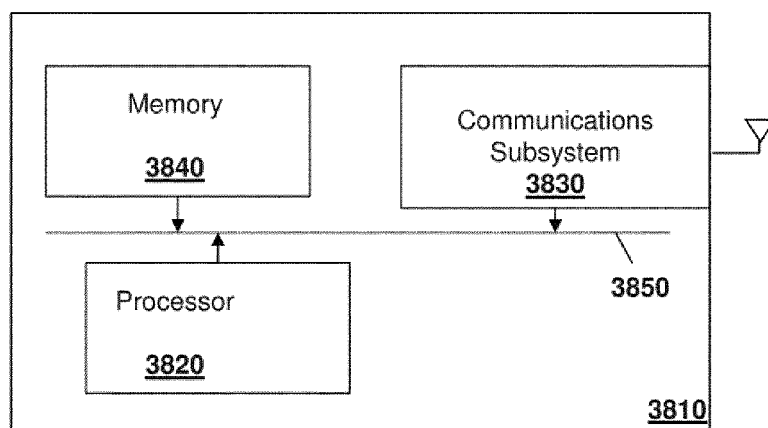 Memory
3840
Communications
Subsystem
3830
3850
Processor
3820
3810